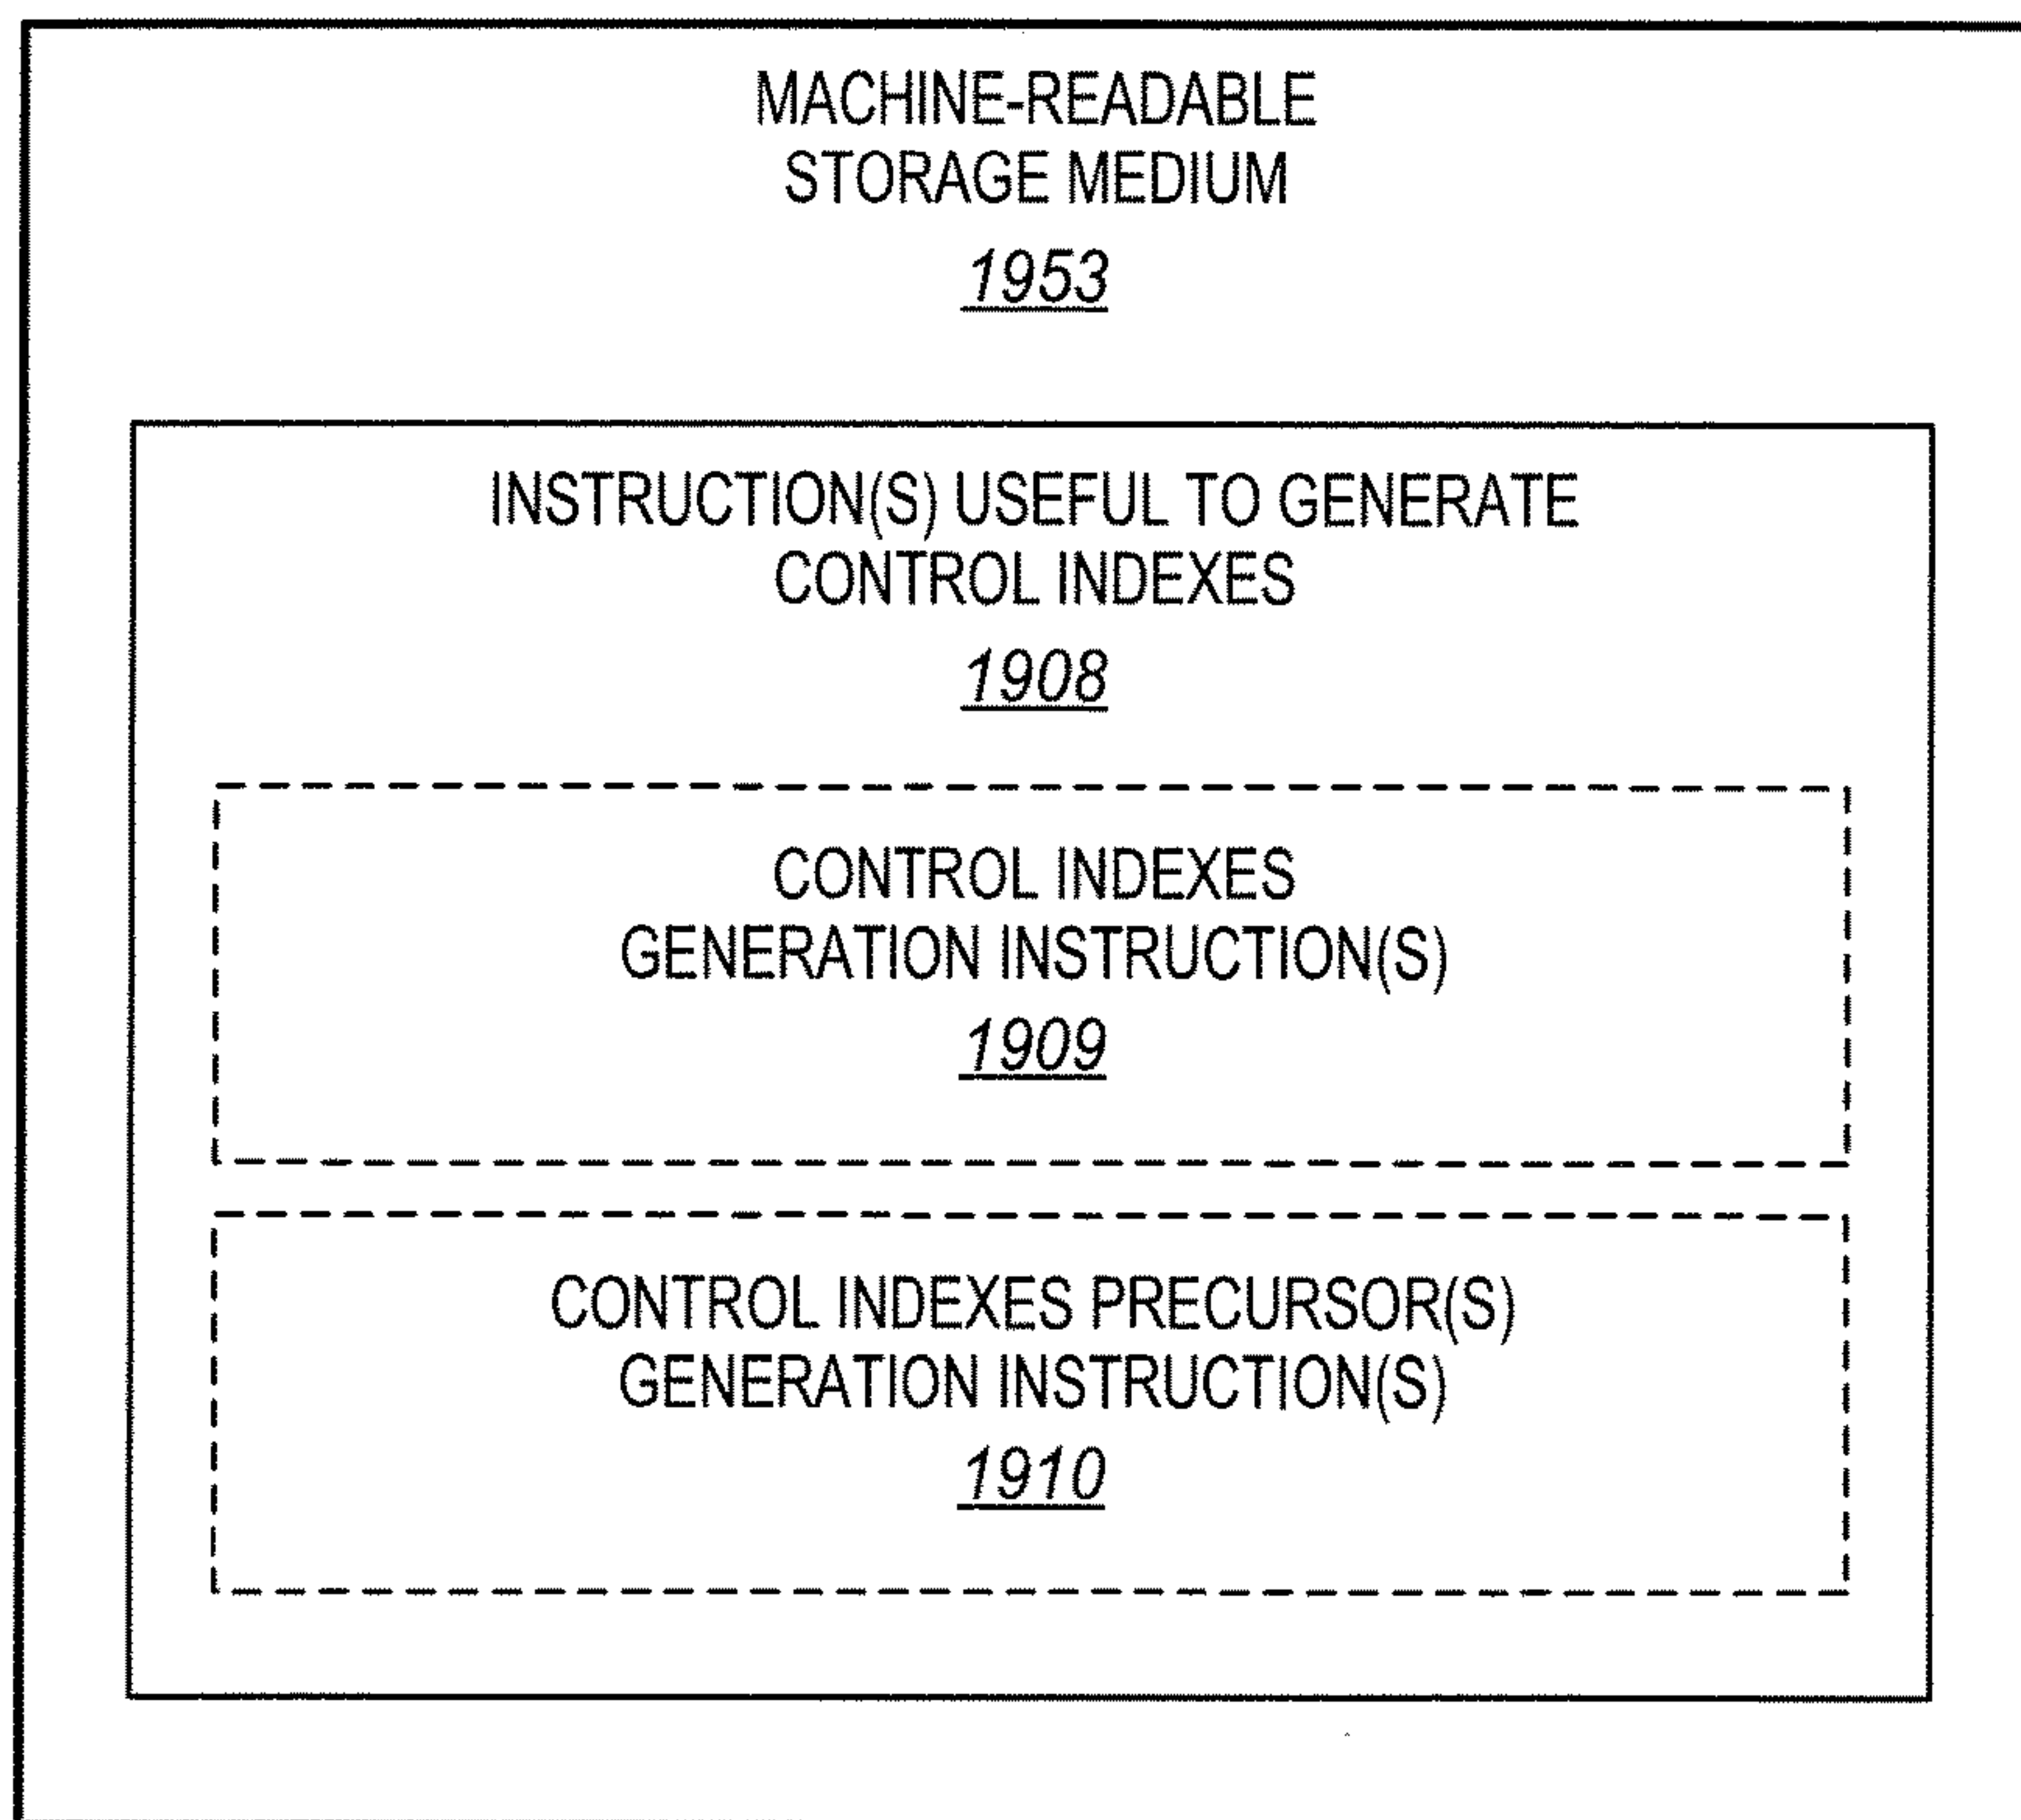 MACHINE-READABLE
STORAGE MEDIUM
1953
INSTRUCTION(S) USEFUL TO GENERATE
CONTROL INDEXES
1908
CONTROL INDEXES
GENERATION INSTRUCTION(S)
1909
CONTROL INDEXES PRECURSOR(S)
GENERATION INSTRUCTION(S)
1910